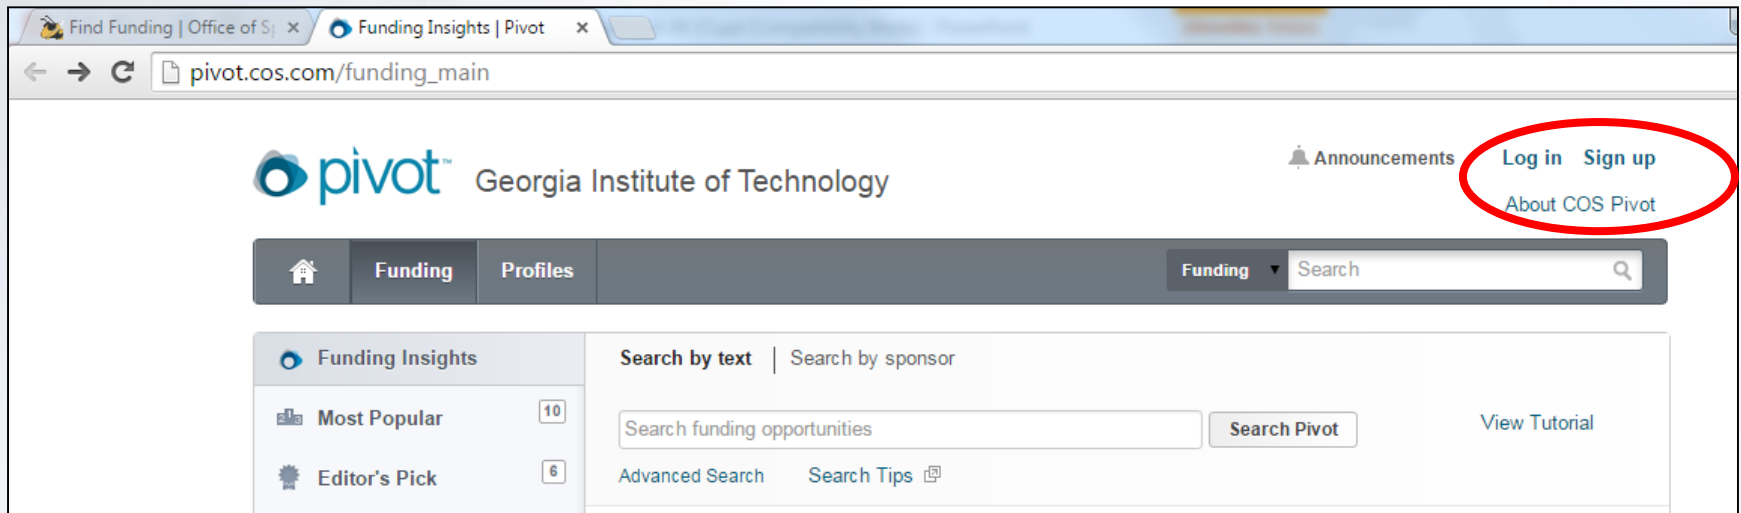 Find Funding | Office of S
Funding Insights | Pivot
pivot.cos.com/funding_main
pivot™ Georgia Institute of Technology
Announcements
Log in Sign up
About COS Pivot
Funding Profiles
Funding Search
Funding Insights
Most Popular 10
Editor's Pick 6
Search by text | Search by sponsor
Search funding opportunities
Search Pivot
View Tutorial
Advanced Search Search Tips